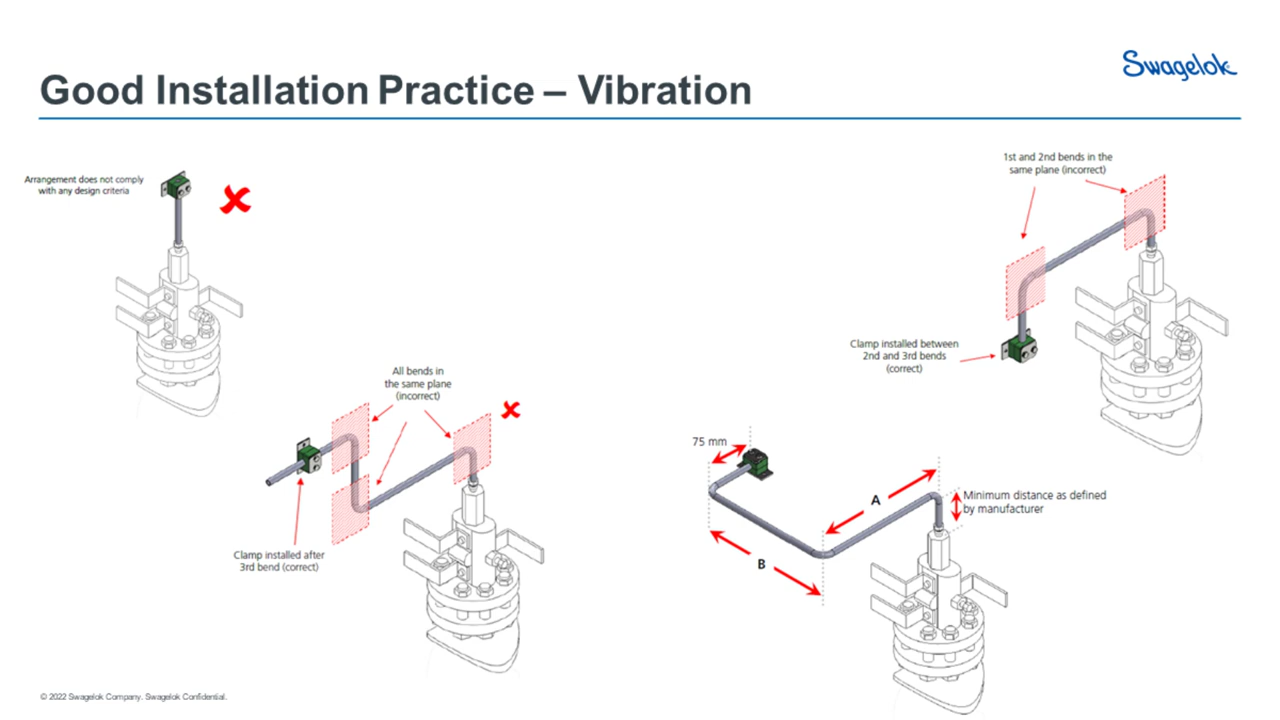 Swagelok
Good Installation Practice – Vibration
Arrangement does not comply
with any design criteria
1st and 2nd bends in the
same plane (incorrect)
Clamp installed between
2nd and 3rd bends
(correct)
All bends in
the same plane
(incorrect)
Clamp installed after
3rd bend (correct)
75 mm
A
B
Minimum distance as defined
by manufacturer
© 2022 Swagelok Company. Swagelok Confidential.